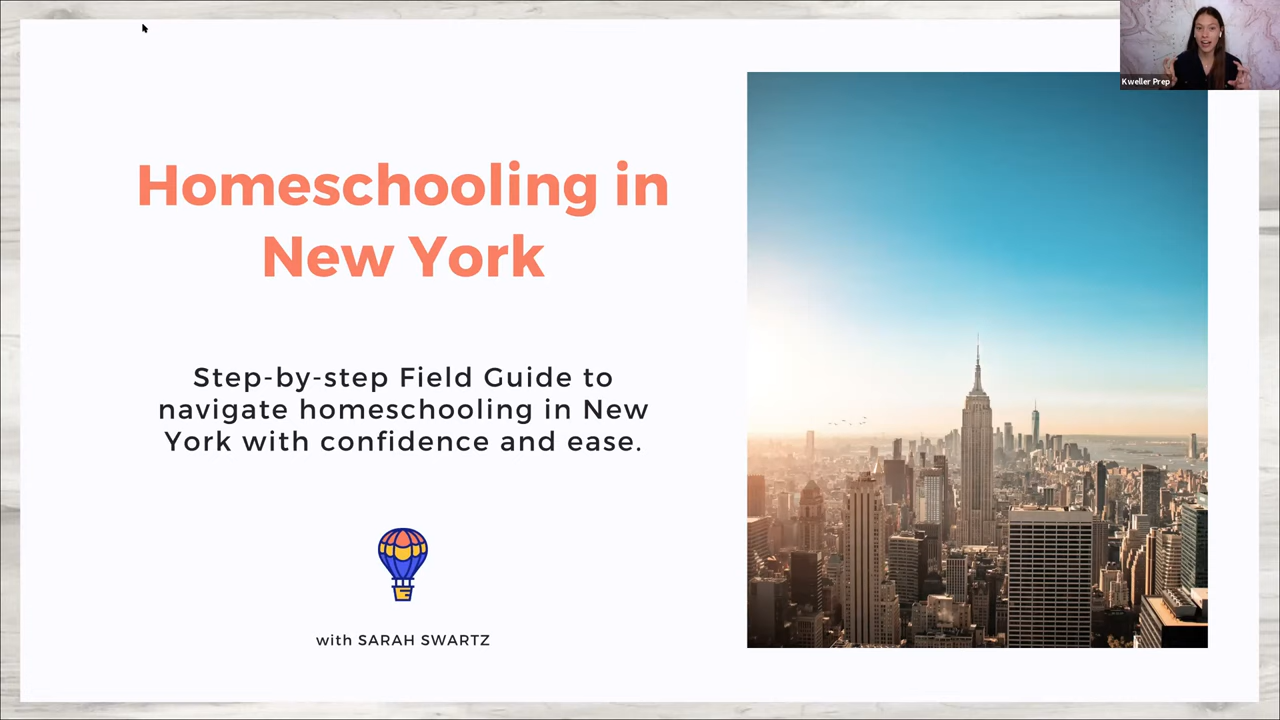 Homeschooling in
New York
Step-by-step Field Guide to
navigate homeschooling in New
York with confidence and ease.
with SARAH SWARTZ
Kweller Prep